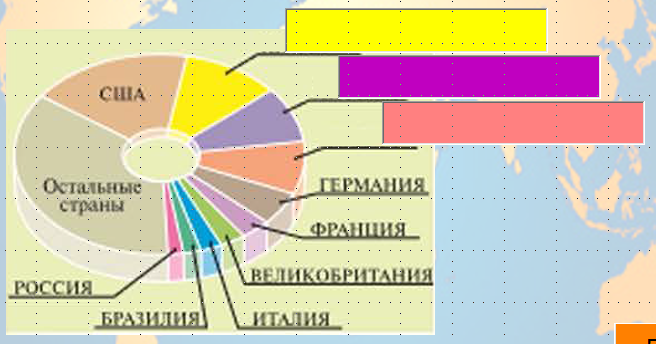 США
Остальные
страны
ГЕРМАНИЯ
ФРАНЦИЯ
ВЕЛИКОБРИТАНИЯ
РОССИЯ
БРАЗИЛИЯ
ИТАЛИЯ